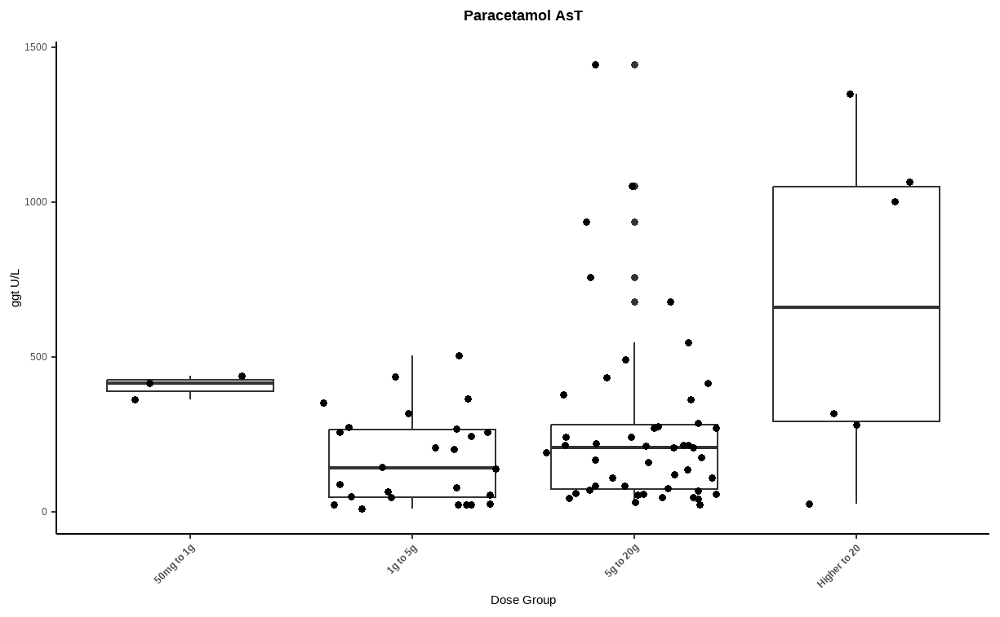 Paracetamol AsT
1500
1000
500
0
ggt U/L
50mg to 1g
1g to 5g
5g to 20g
Higher to 20
Dose Group